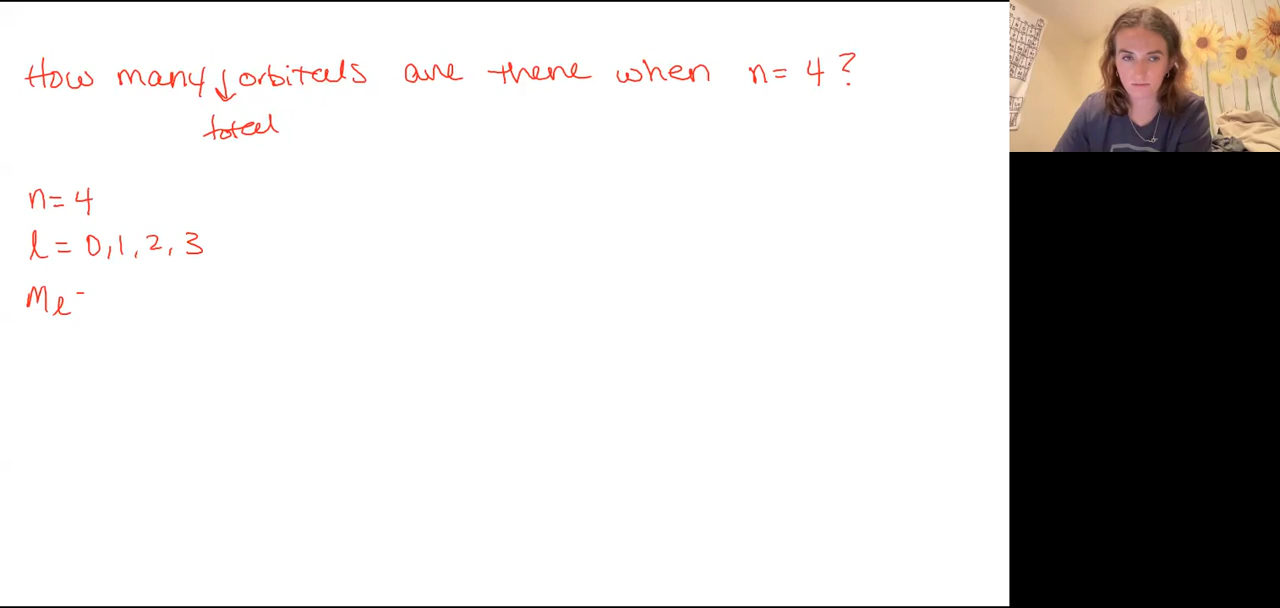 How many orbitals are there when n = 4 ?
total
n = 4
l = 0, 1, 2, 3
Ml -